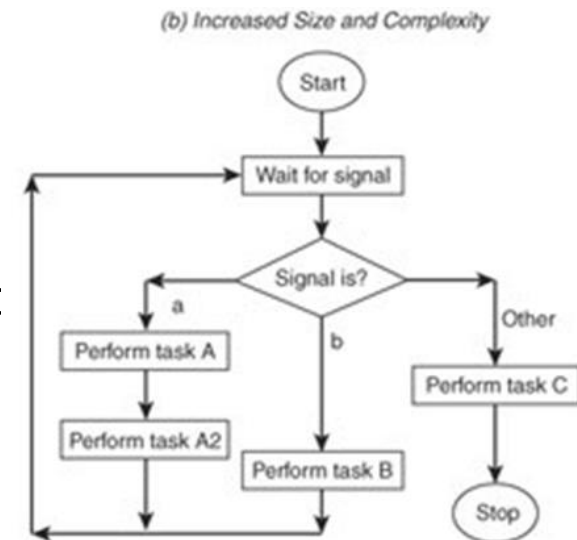 (b) Increased Size and Complexity
Start
Wait for signal
Signal is?
a
b
Other
Perform task A
Perform task C
Perform task A2
Perform task B
Stop